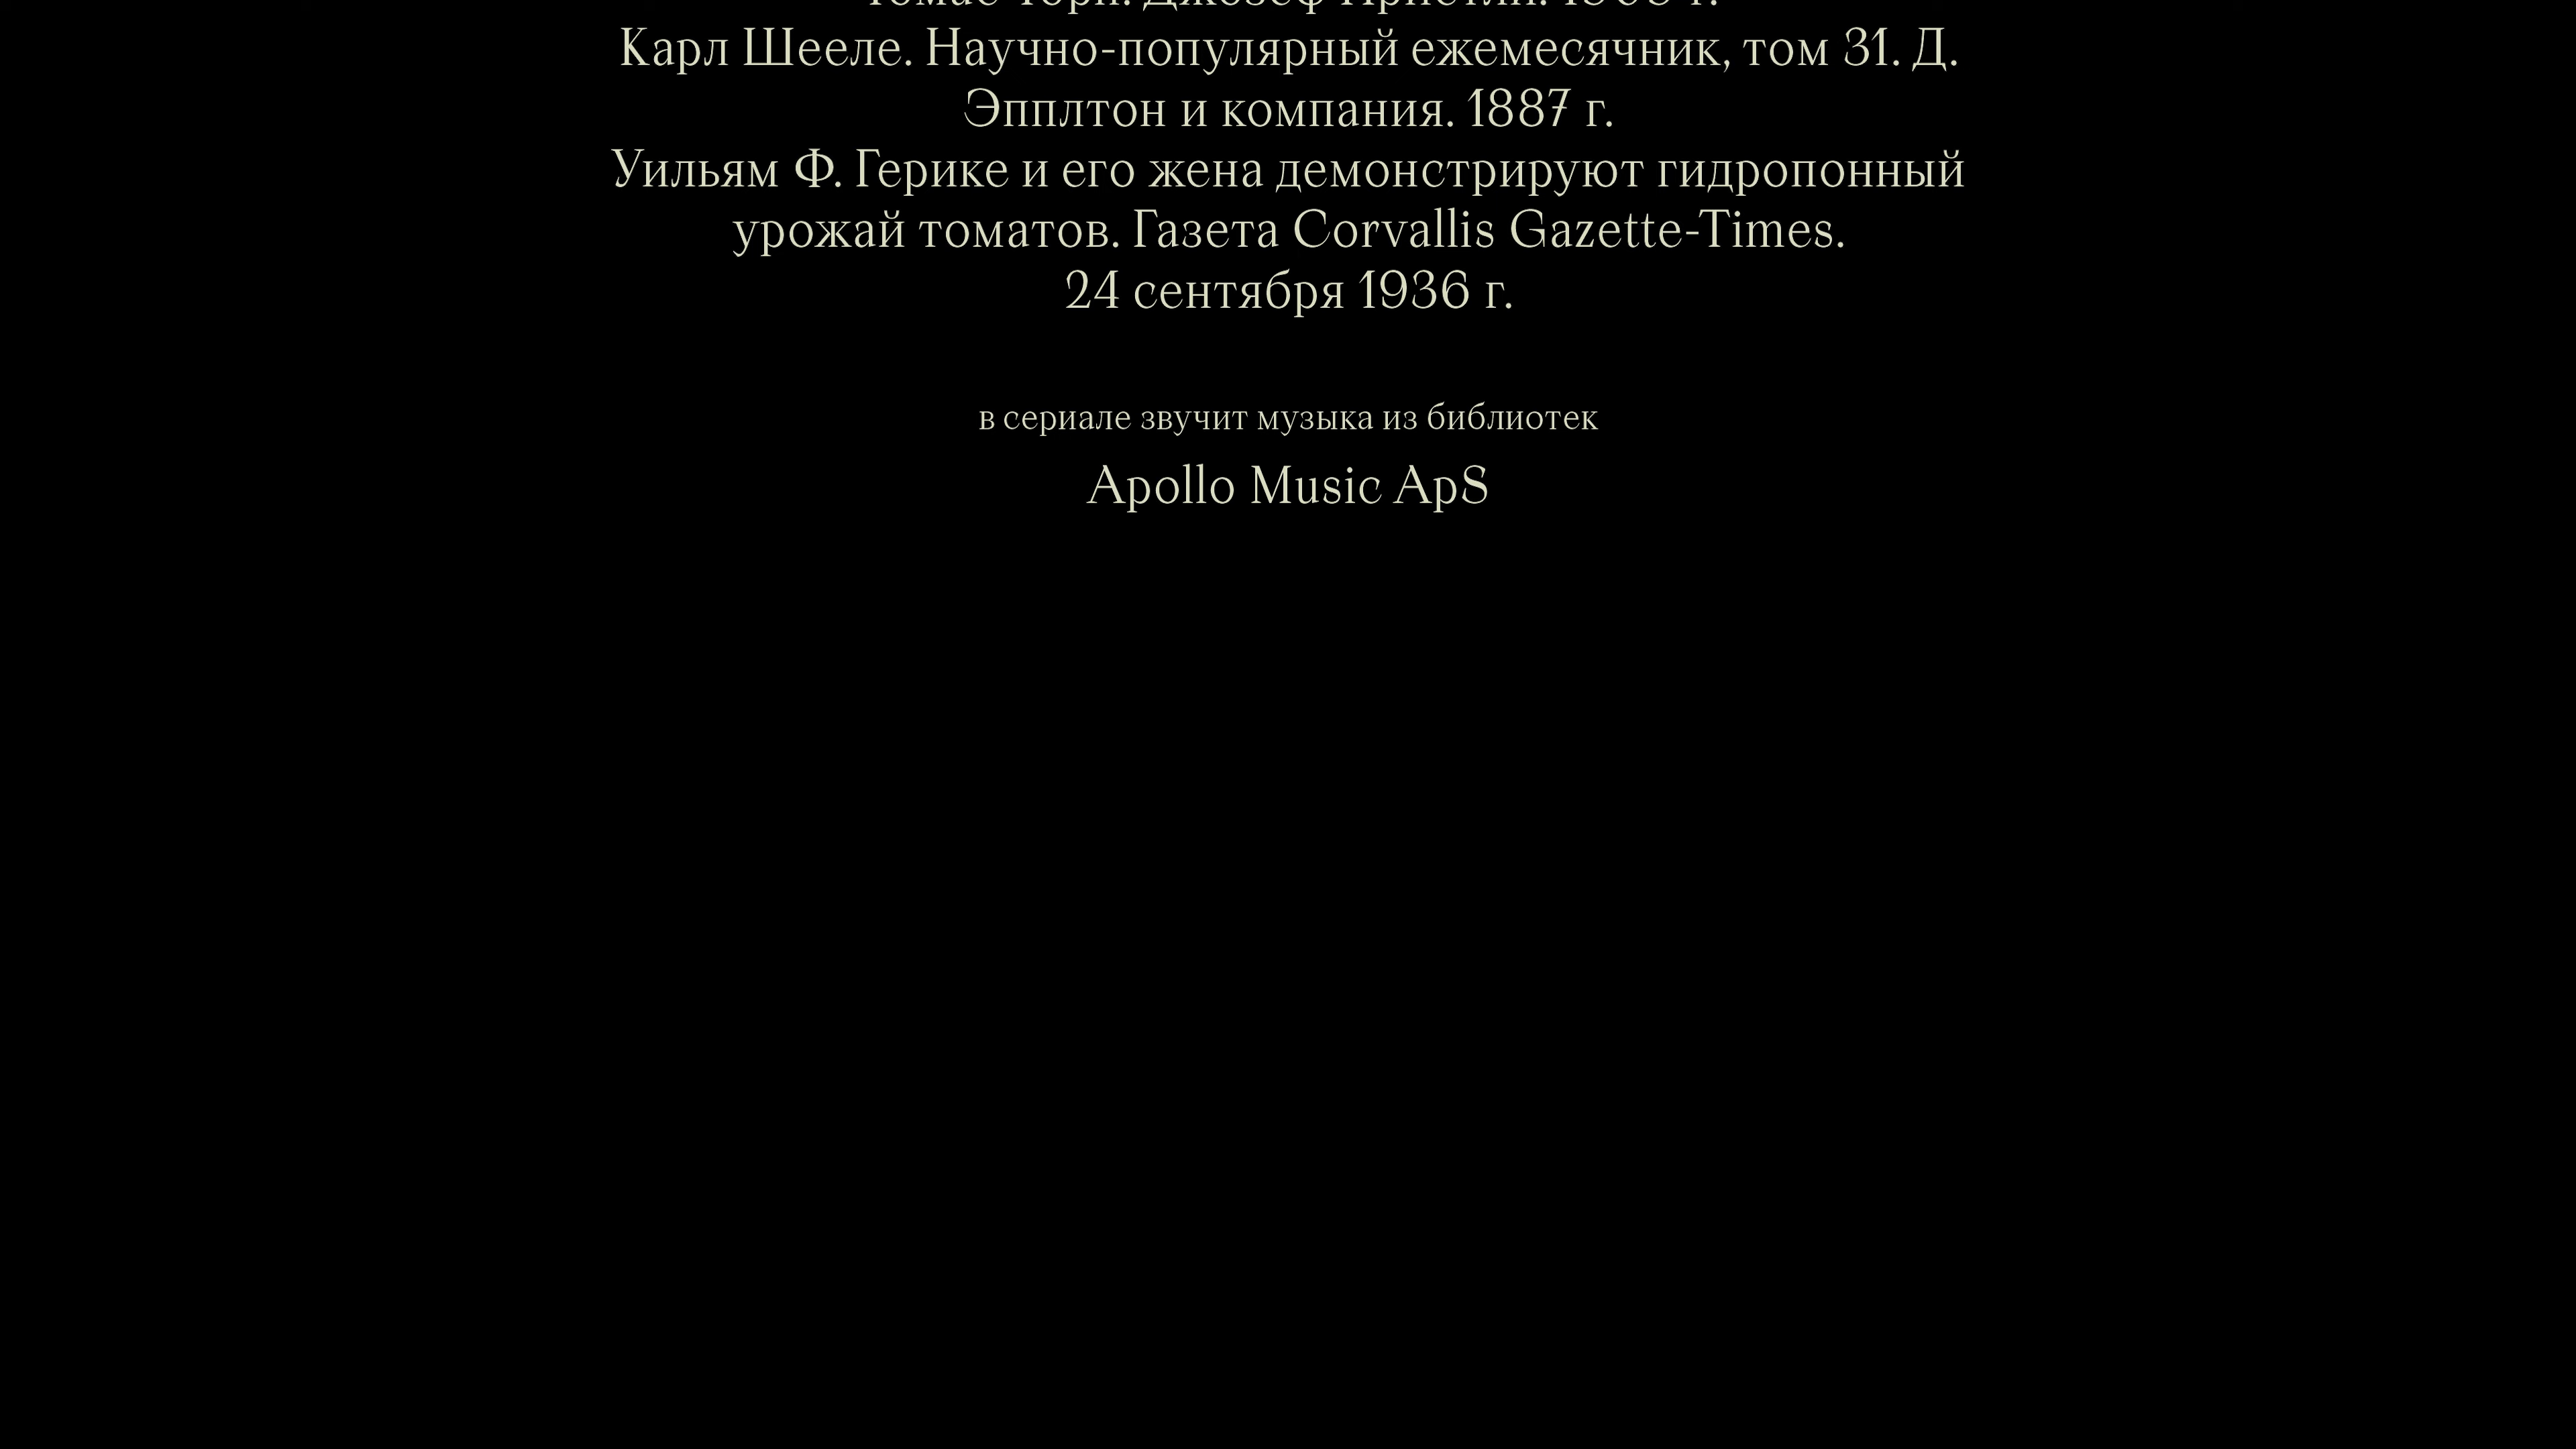 Карл Шееле. Научно-популярный ежемесячник, том 31. Д.
Эпплтон и компания. 1887 г.
Уильям Ф. Герике и его жена демонстрируют гидропонный
урожай томатов. Газета Corvallis Gazette-Times.
24 сентября 1936 г.
в сериале звучит музыка из библиотек
Apollo Music ApS